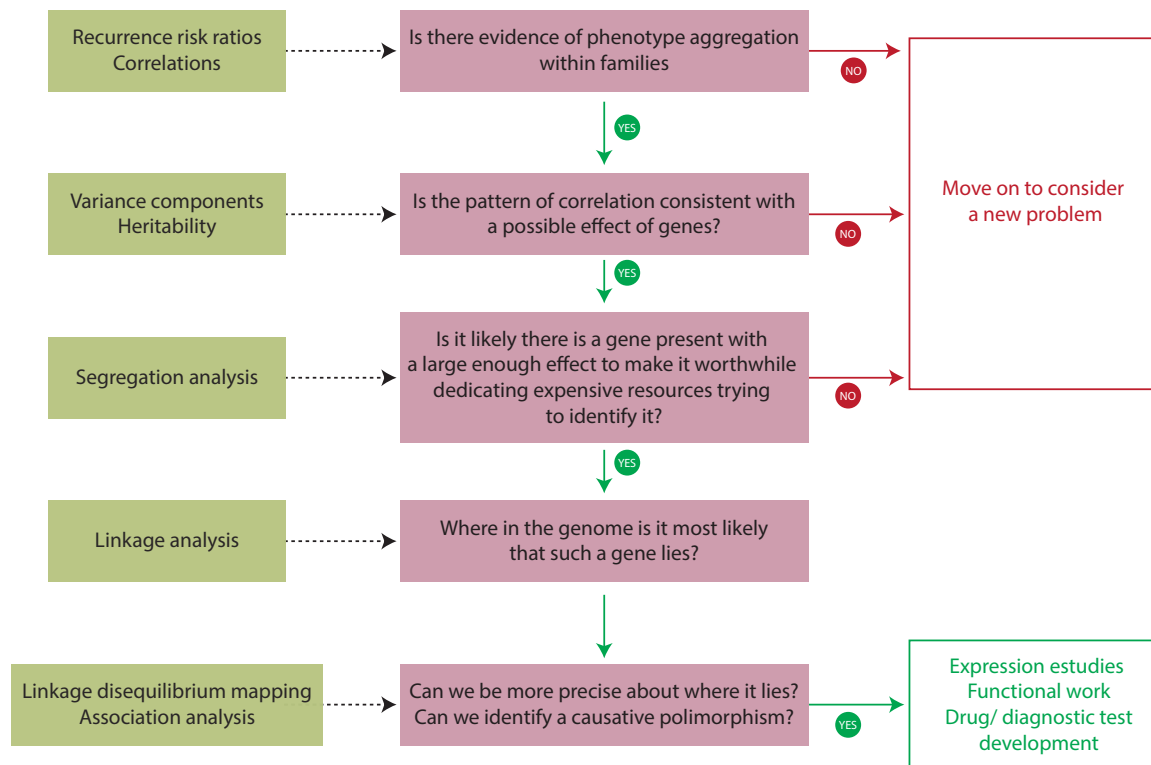 Recurrence risk ratios
Correlations
Is there evidence of phenotype aggregation
within families
NO
YES
Variance components
Heritability
Is the pattern of correlation consistent with
a possible effect of genes?
NO
Move on to consider
a new problem
YES
Segregation analysis
Is it likely there is a gene present with
a large enough effect to make it worthwhile
dedicating expensive resources trying
to identify it?
NO
YES
Linkage analysis
Where in the genome is it most likely
that such a gene lies?
Linkage disequilibrium mapping
Association analysis
Can we be more precise about where it lies?
Can we identify a causative polimorphism?
YES
Expression estudies
Functional work
Drug/ diagnostic test
development